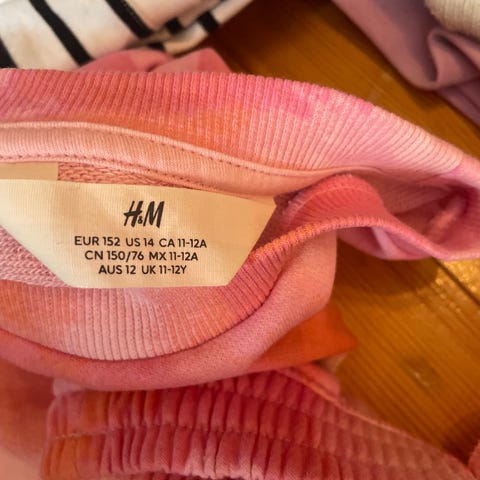 H&M
EUR 152 US 14 CA 11-12A
CN 150/76 MX 11-12A
AUS 12 UK 11-12Y